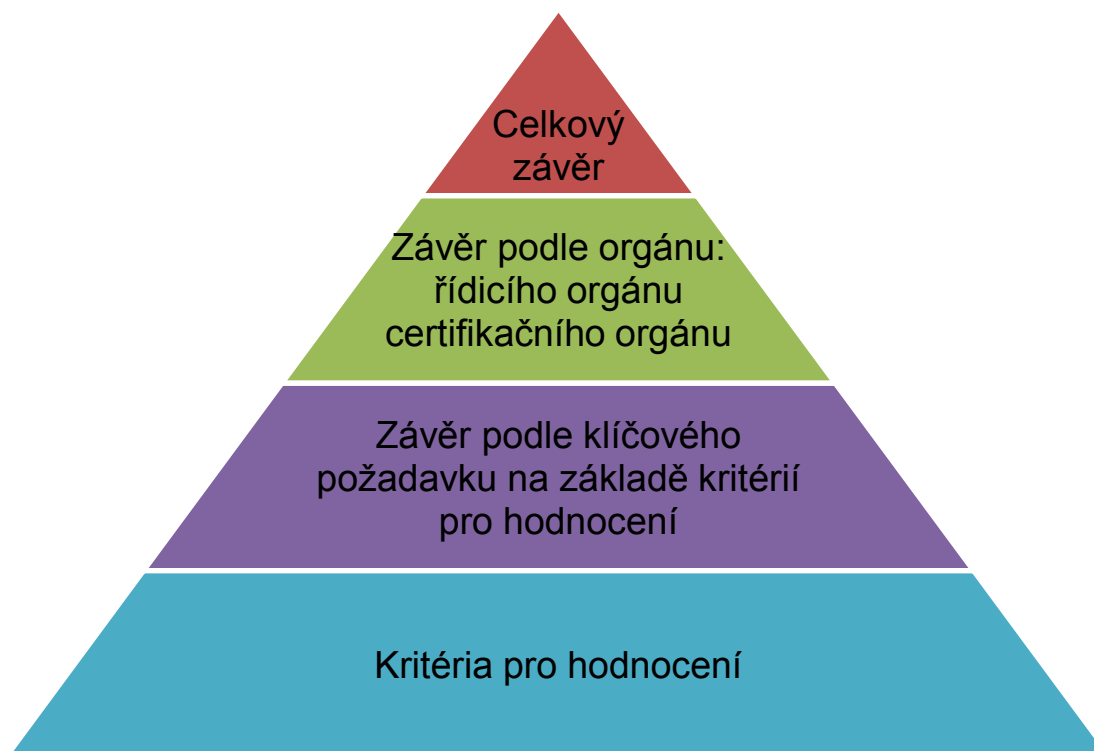 Celkový
závěr
Závěr podle orgánu:
řídicího orgánu
certifikačního orgánu
Závěr podle klíčového
požadavku na základě kritérií
pro hodnocení
Kritéria pro hodnocení